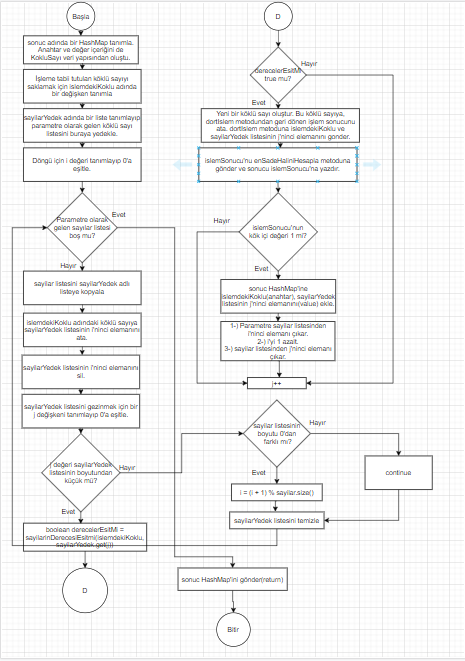 Başla
sonuc adında bir HashMap tanımla.
Anahtar ve değer içeriğini de
KokluSayı veri yapısından oluştu.
İşleme tabii tutulan köklü sayıyı
saklamak için islemdekiKoklu adında
bir değişken tanımla
sayilarYedek adında bir liste tanımlayıp
parametre olarak gelen köklü sayı
listesini buraya yedekle.
Döngü için i değeri tanımlayıp 0'a
eşitle.
Parametre olarak
gelen sayilar listesi
boş mu?
Evet
Hayır
sayilar listesini sayilarYedek adlı
listeye kopyala
islemdekiKoklu adındaki köklü sayıya
sayilarYedek listesinin i'ninci elemanını
ata.
sayilarYedek listesinin i'ninci elemanını
sil.
sayilarYedek listesini gezinmek için bir
j değişkeni tanımlayıp 0'a eşitle.
j değeri sayilarYedek
listesinin boyutundan
küçük mü?
Hayır
Evet
boolean derecelerEsitMi =
sayilarinDerecesiEsitmi(islemdekiKoklu,
sayilarYedek.get(j))
D
D
derecelerEsitMi
true mu?
Hayır
Evet
Yeni bir köklü sayı oluştur. Bu köklü sayıya,
dortIslem metodundan geri dönen işlem sonucunu
ata. dortIslem metoduna islemdekiKoklu ve
sayilarYedek listesinin j'ninci elemanını gönder.
islemSonucu'nu enSadeHaliniHesapla metoduna
gönder ve sonucu islemSonucu'na yazdır.
islemSonucu'nun
kök içi değeri 1 mi?
Hayır
Evet
sonuc HashMap'ine
islemdekiKoklu(anahtar), sayilarYedek
listesinin j'ninci elemanını(value) ekle.
1-) Parametre sayilar listesinden
i'ninci elemanı çıkar.
2-) i'yi 1 azalt.
3-) sayilar listesinden j'ninci elemanı
çıkar.
j++
sayilar listesinin
boyutu 0'dan
farklı mı?
Hayır
Evet
continue
i = (i + 1) % sayilar.size()
sayilarYedek listesini temizle
sonuc HashMap'ini gönder(return)
Bitir